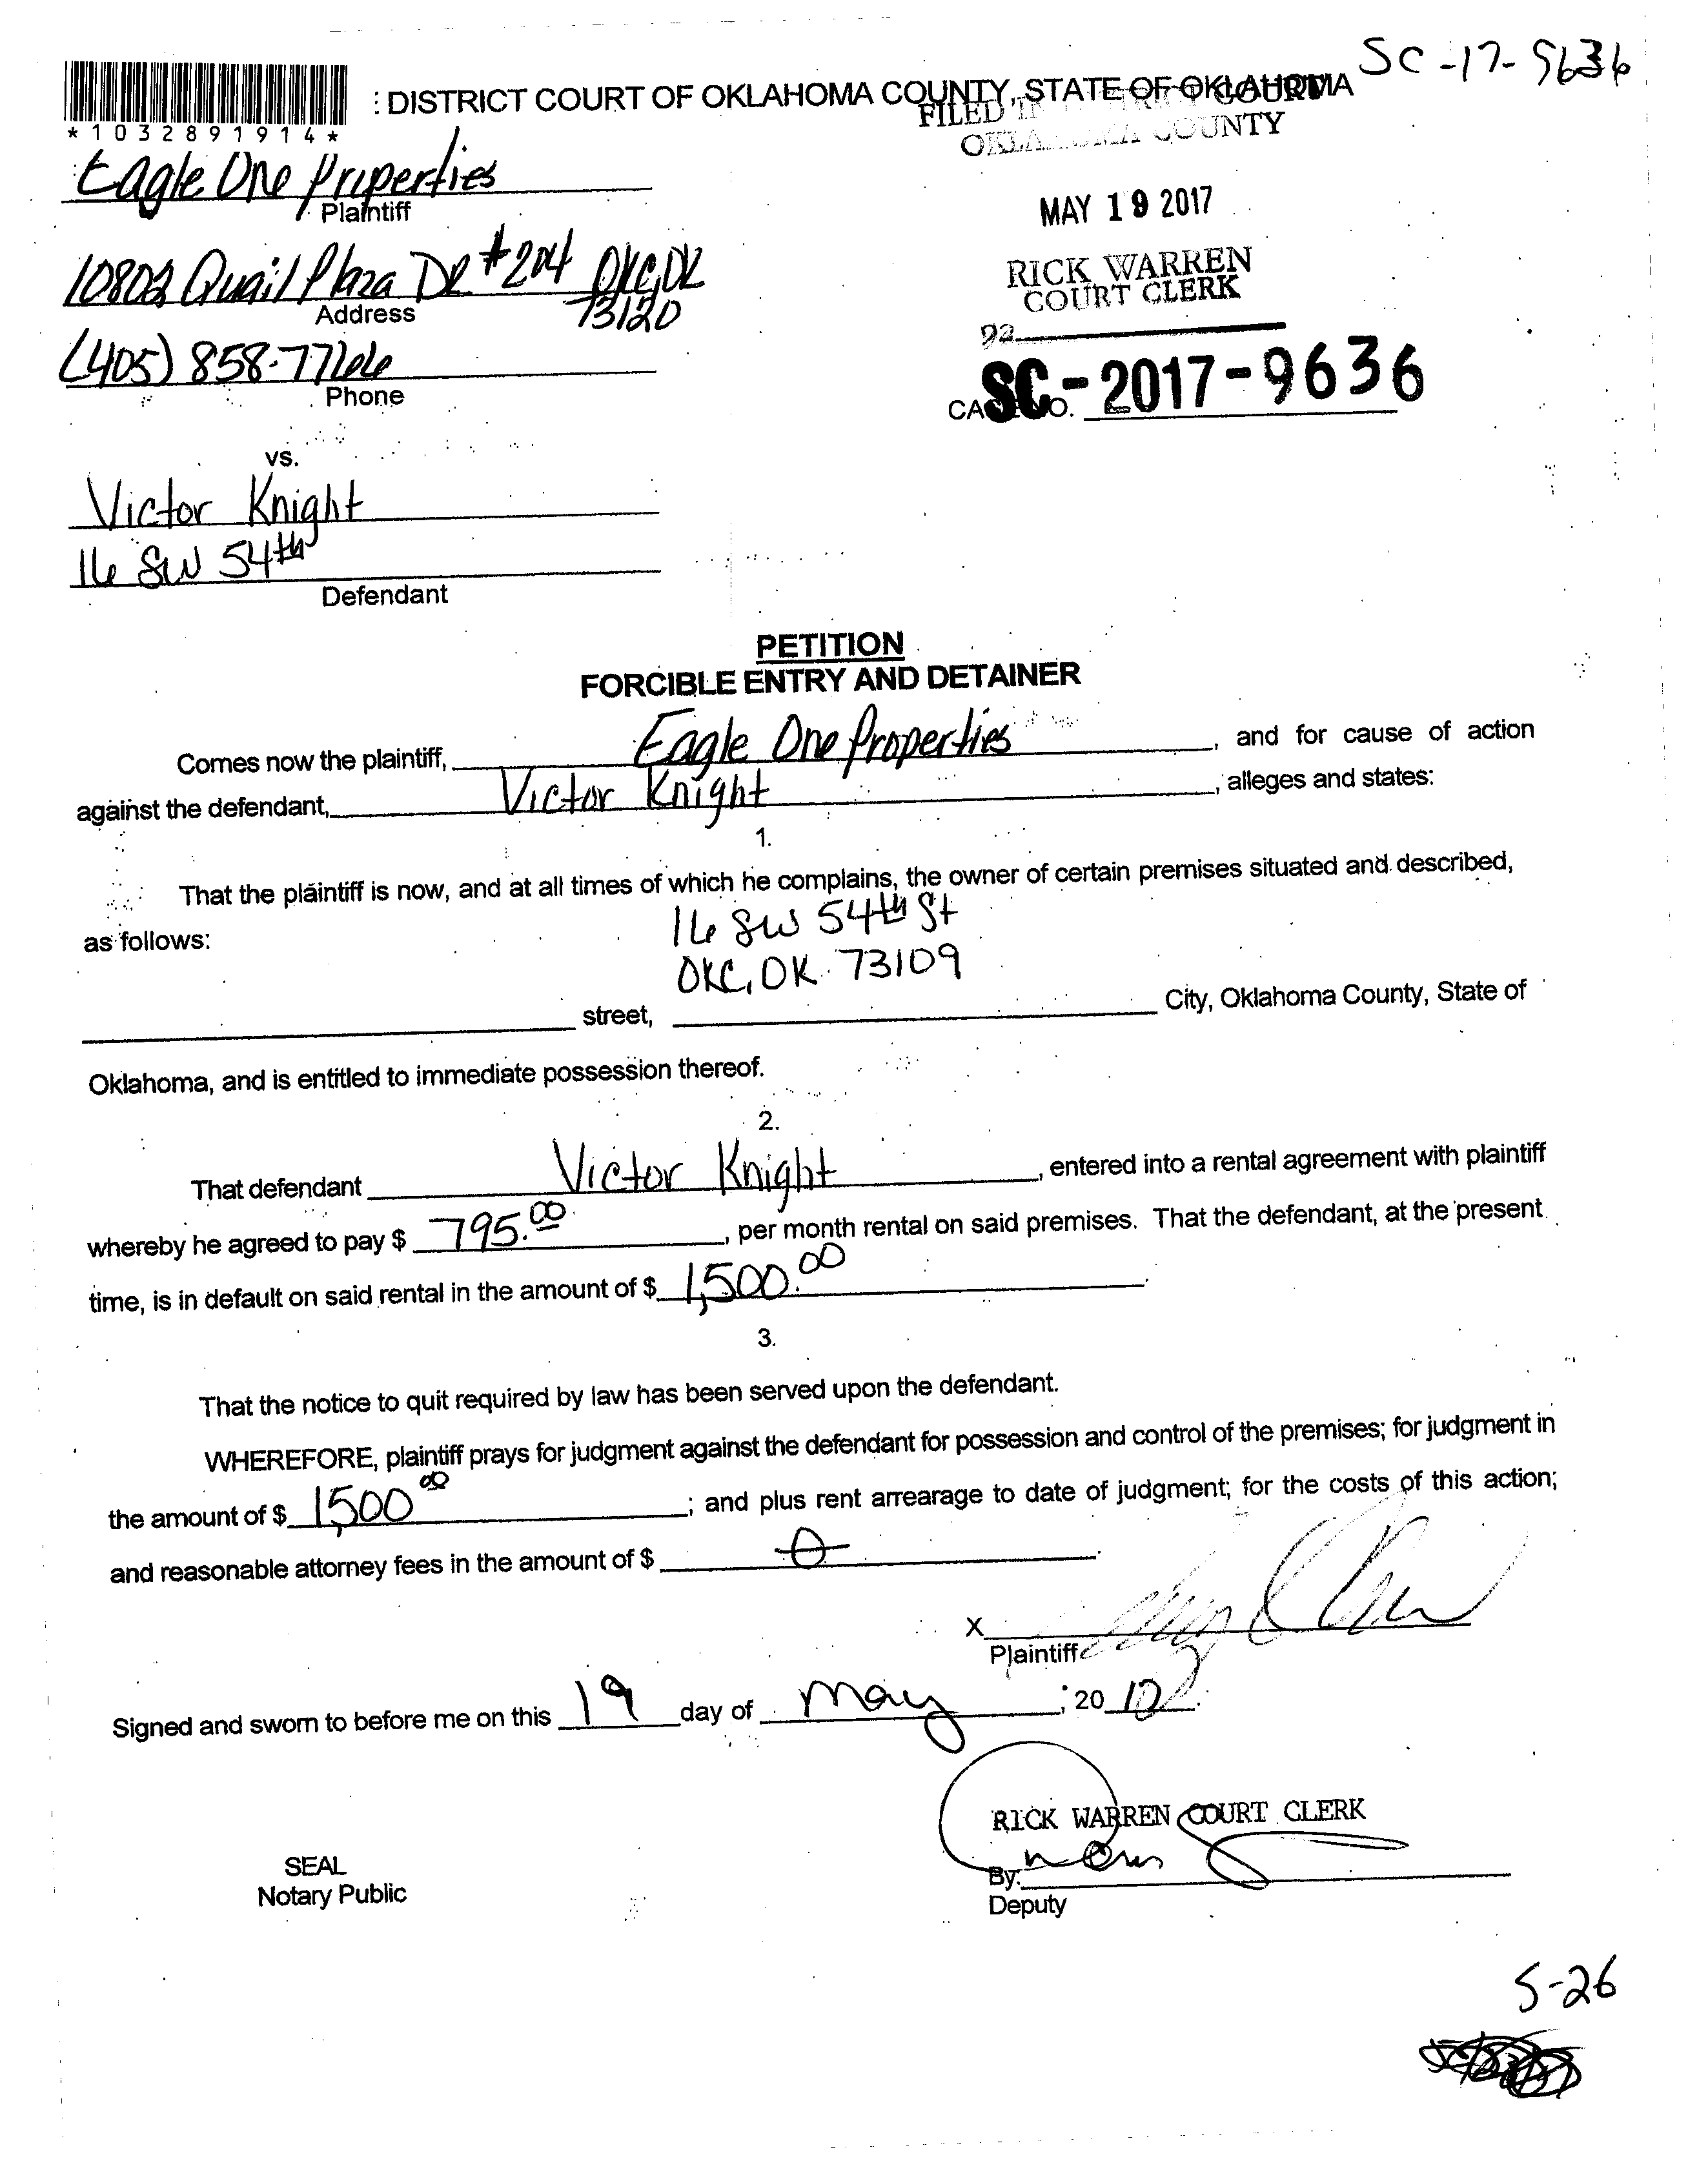 SC-17-9636
: DISTRICT COURT OF OKLAHOMA COUNTY, STATE OF OKLAHOMA
*1032891914*
FILED IN DISTRICT COURT
OKLAHOMA COUNTY
Eagle One Properties
Plaintiff
MAY 19 2017
10802 Quail Plaza DR #204 OKC, OK
73120
Address
RICK WARREN
COURT CLERK
(405) 858-7766
Phone
SC-2017-9636
CASE NO.
vs.
Victor Knight
16 SW 54th
Defendant
PETITION
FORCIBLE ENTRY AND DETAINER
Comes now the plaintiff, Eagle One Properties, and for cause of action
against the defendant, Victor Knight, alleges and states:
1.
That the plaintiff is now, and at all times of which he complains, the owner of certain premises situated and described,
as follows: 16 SW 54th St
OKC, OK 73109
street, City, Oklahoma County, State of
Oklahoma, and is entitled to immediate possession thereof.
2.
That defendant Victor Knight, entered into a rental agreement with plaintiff
whereby he agreed to pay $ 795.00, per month rental on said premises. That the defendant, at the present
time, is in default on said rental in the amount of $ 1,500.00.
3.
That the notice to quit required by law has been served upon the defendant.
WHEREFORE, plaintiff prays for judgment against the defendant for possession and control of the premises; for judgment in
the amount of $ 1,500 00; and plus rent arrearage to date of judgment; for the costs of this action;
and reasonable attorney fees in the amount of $ 0.
X
Plaintiff
Signed and sworn to before me on this 19 day of May, 2017.
RICK WARREN COURT CLERK
SEAL
Notary Public
By:
Deputy
5-26